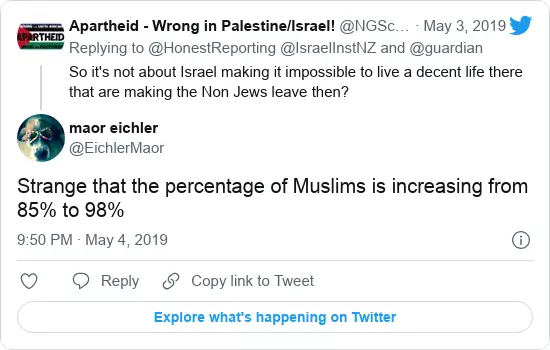 Apartheid - Wrong in Palestine/Israel! @NGSc… · May 3, 2019
Replying to @HonestReporting @IsraelInstNZ and @guardian
So it's not about Israel making it impossible to live a decent life there
that are making the Non Jews leave then?
maor eichler
@EichlerMaor
Strange that the percentage of Muslims is increasing from
85% to 98%
9:50 PM · May 4, 2019
Reply
Copy link to Tweet
Explore what's happening on Twitter